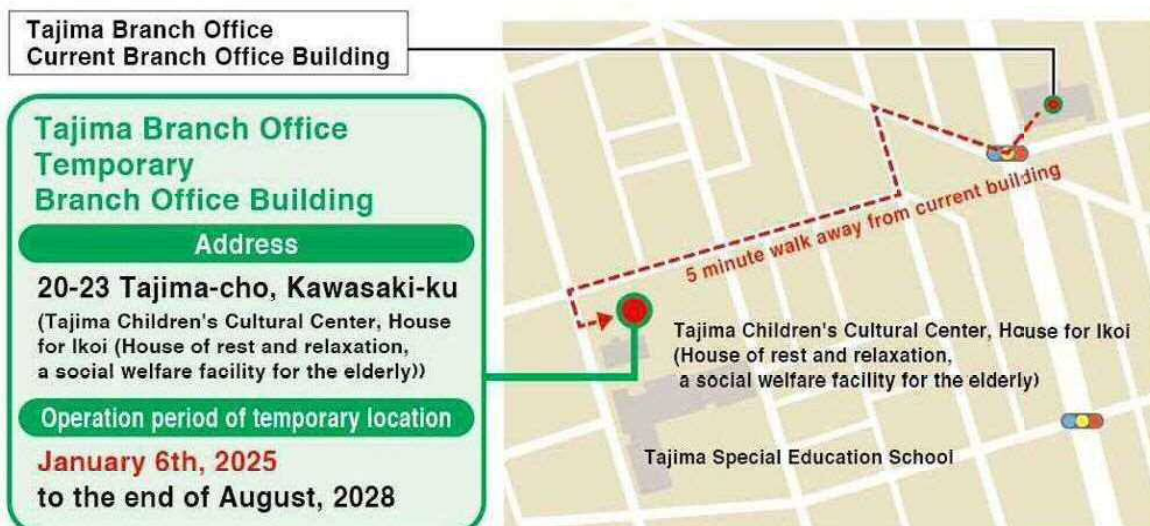 Tajima Branch Office
Current Branch Office Building
Tajima Branch Office
Temporary
Branch Office Building
Address
20-23 Tajima-cho, Kawasaki-ku
(Tajima Children's Cultural Center, House
for Ikoi (House of rest and relaxation,
a social welfare facility for the elderly))
Operation period of temporary location
January 6th, 2025
to the end of August, 2028
5 minute walk away from current building
Tajima Children's Cultural Center, House for Ikoi
(House of rest and relaxation,
a social welfare facility for the elderly)
Tajima Special Education School